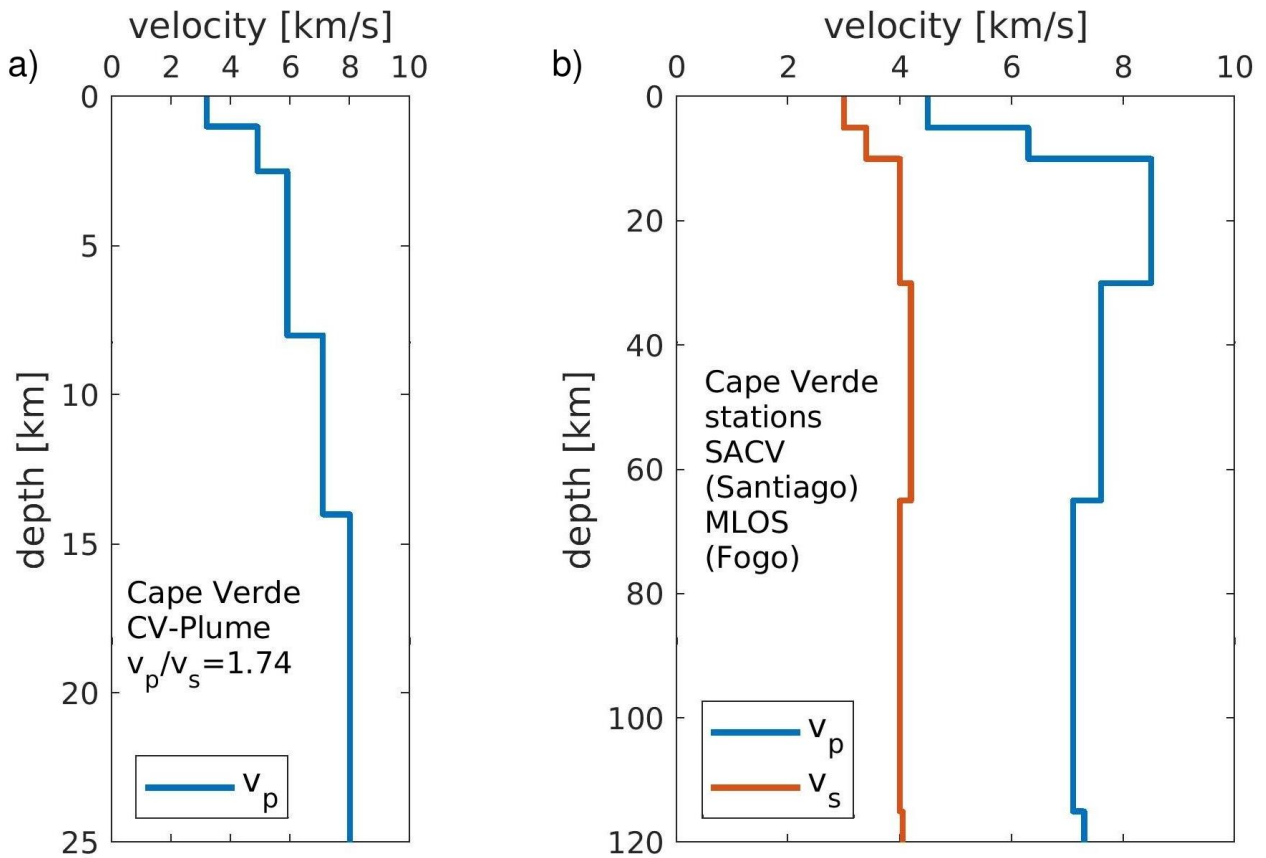 a)
velocity [km/s]
0 2 4 6 8 10
0
5
10
15
20
25
depth [km]
Cape Verde
CV-Plume
vp/vs=1.74
vp
b)
velocity [km/s]
0 2 4 6 8 10
0
20
40
60
80
100
120
depth [km]
Cape Verde
stations
SACV
(Santiago)
MLOS
(Fogo)
vp
vs